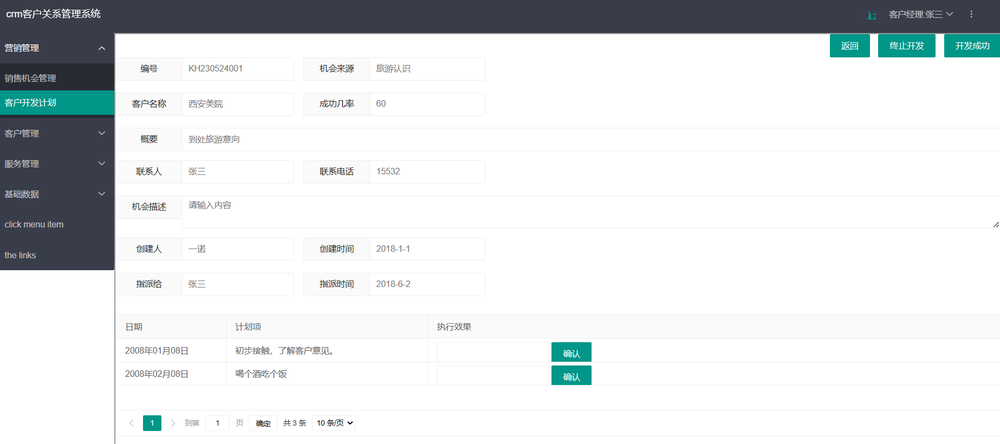 crm客户关系管理系统
客户经理:张三
营销管理
销售机会管理
客户开发计划
客户管理
服务管理
基础数据
click menu item
the links
返回 终止开发 开发成功
编号 KH230524001 机会来源 旅游认识
客户名称 西安美院 成功几率 60
概要 到处旅游意向
联系人 张三 联系电话 15532
机会描述 请输入内容
创建人 一诺 创建时间 2018-1-1
指派给 张三 指派时间 2018-6-2
日期 计划项 执行效果
2008年01月08日 初步接触，了解客户意见。 确认
2008年02月08日 喝个酒吃个饭 确认
1 到第 1 页 确定 共 3 条 10 条/页